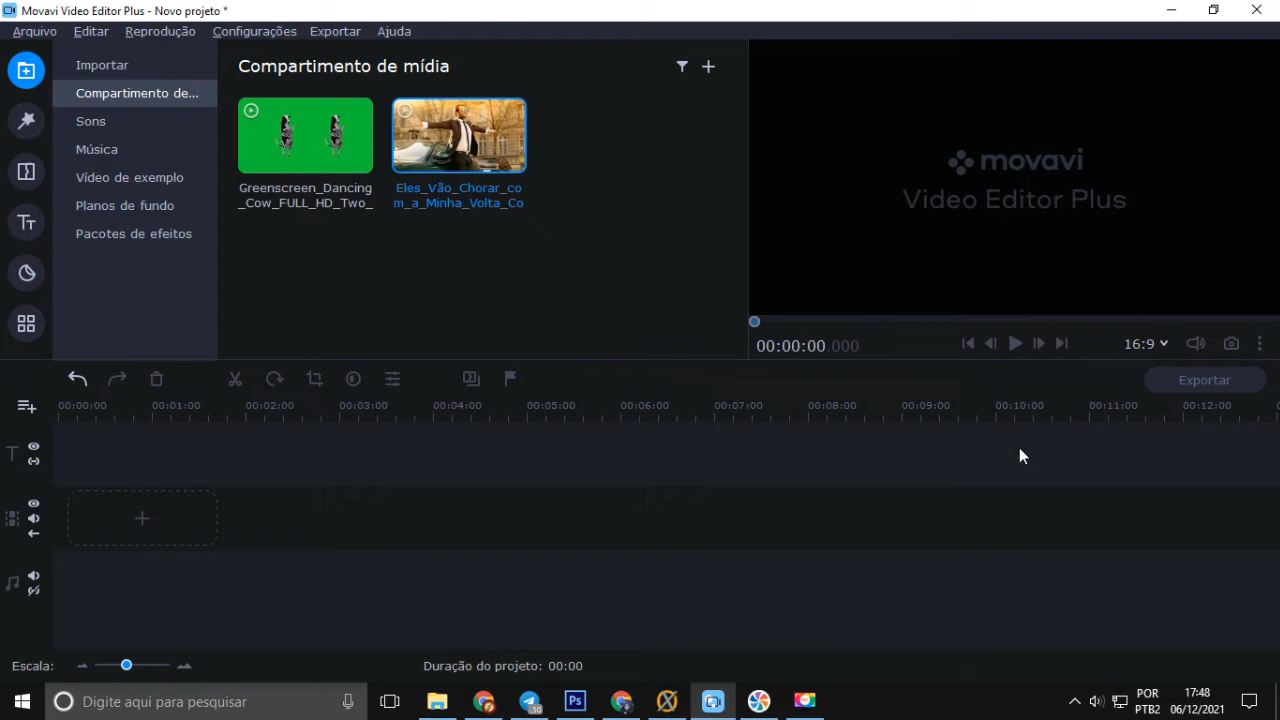 Movavi Video Editor Plus - Novo projeto *
Arquivo Editar Reprodução Configurações Exportar Ajuda
Importar
Compartimento de...
Sons
Música
Vídeo de exemplo
Planos de fundo
Pacotes de efeitos
Compartimento de mídia
Greenscreen_Dancing
_Cow_FULL_HD_Two_
Eles_Vão_Chorar_co
m_a_Minha_Volta_Co
movavi
Video Editor Plus
00:00:00.000
16:9
Exportar
00:00:00 00:01:00 00:02:00 00:03:00 00:04:00 00:05:00 00:06:00 00:07:00 00:08:00 00:09:00 00:10:00 00:11:00 00:12:00
Escala:
Duração do projeto: 00:00
Digite aqui para pesquisar
50
Ps
POR
PTB2
17:48
06/12/2021